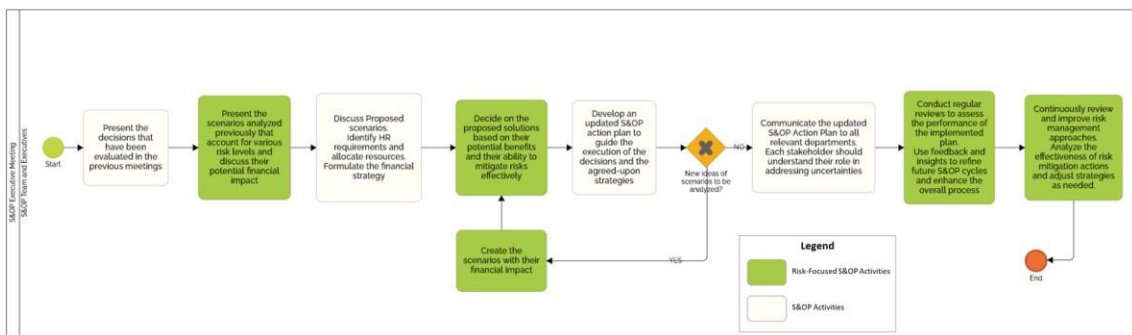 S&OP Executive Meeting
S&OP Team and Executives
Start
Present the
decisions that
have been
evaluated in the
previous meetings
Present the
scenarios analyzed
previously that
account for various
risk levels and
discuss their
potential financial
impact
Discuss Proposed
scenarios.
Identify HR
requirements and
allocate resources.
Formulate the financial
strategy
Decide on the
proposed solutions
based on their
potential benefits
and their ability to
mitigate risks
effectively
Develop an
updated S&OP
action plan to
guide the
execution of the
decisions and the
agreed-upon
strategies
New ideas of
scenarios to be
analyzed?
NO
YES
Create the
scenarios with their
financial impact
Communicate the updated
S&OP Action Plan to all
relevant departments.
Each stakeholder should
understand their role in
addressing uncertainties
Conduct regular
reviews to assess
the performance of
the implemented
plan.
Use feedback and
insights to refine
future S&OP cycles
and enhance the
overall process
Continuously review
and improve risk
management
approaches.
Analyze the
effectiveness of risk
mitigation actions
and adjust strategies
as needed.
End
Legend
Risk-Focused S&OP Activities
S&OP Activities